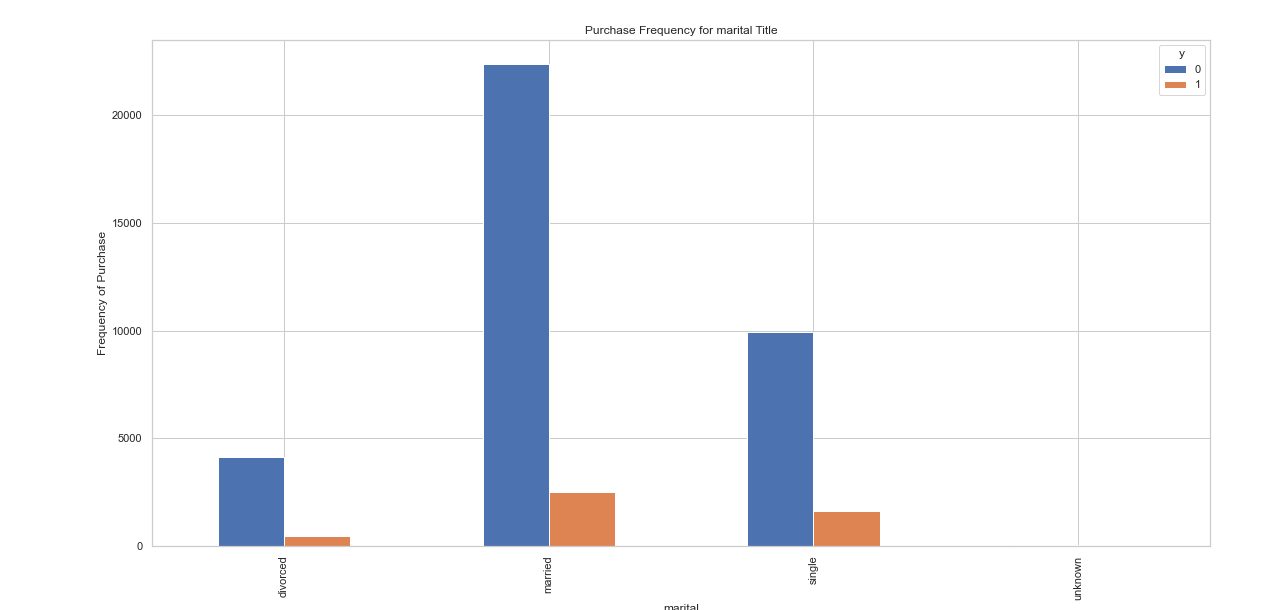 Purchase Frequency for marital Title
y
0
1
20000
15000
10000
5000
0
Frequency of Purchase
divorced
married
single
unknown
marital